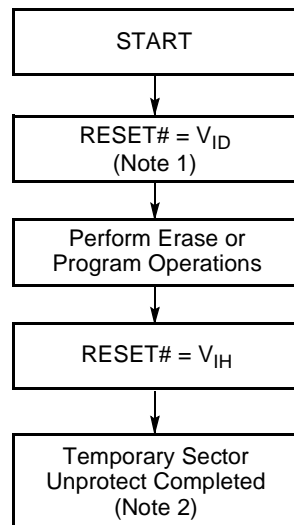 START
RESET# = VID
(Note 1)
Perform Erase or
Program Operations
RESET# = VIH
Temporary Sector
Unprotect Completed
(Note 2)